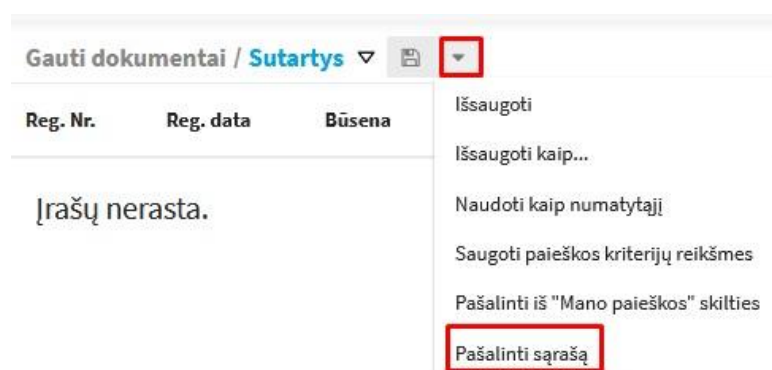 Gauti dokumentai / Sutartys
Reg. Nr. Reg. data Būsena
Įrašų nerasta.
Išsaugoti
Išsaugoti kaip...
Naudoti kaip numatytąjį
Saugoti paieškos kriterijų reikšmes
Pašalinti iš "Mano paieškos" skilties
Pašalinti sąrašą